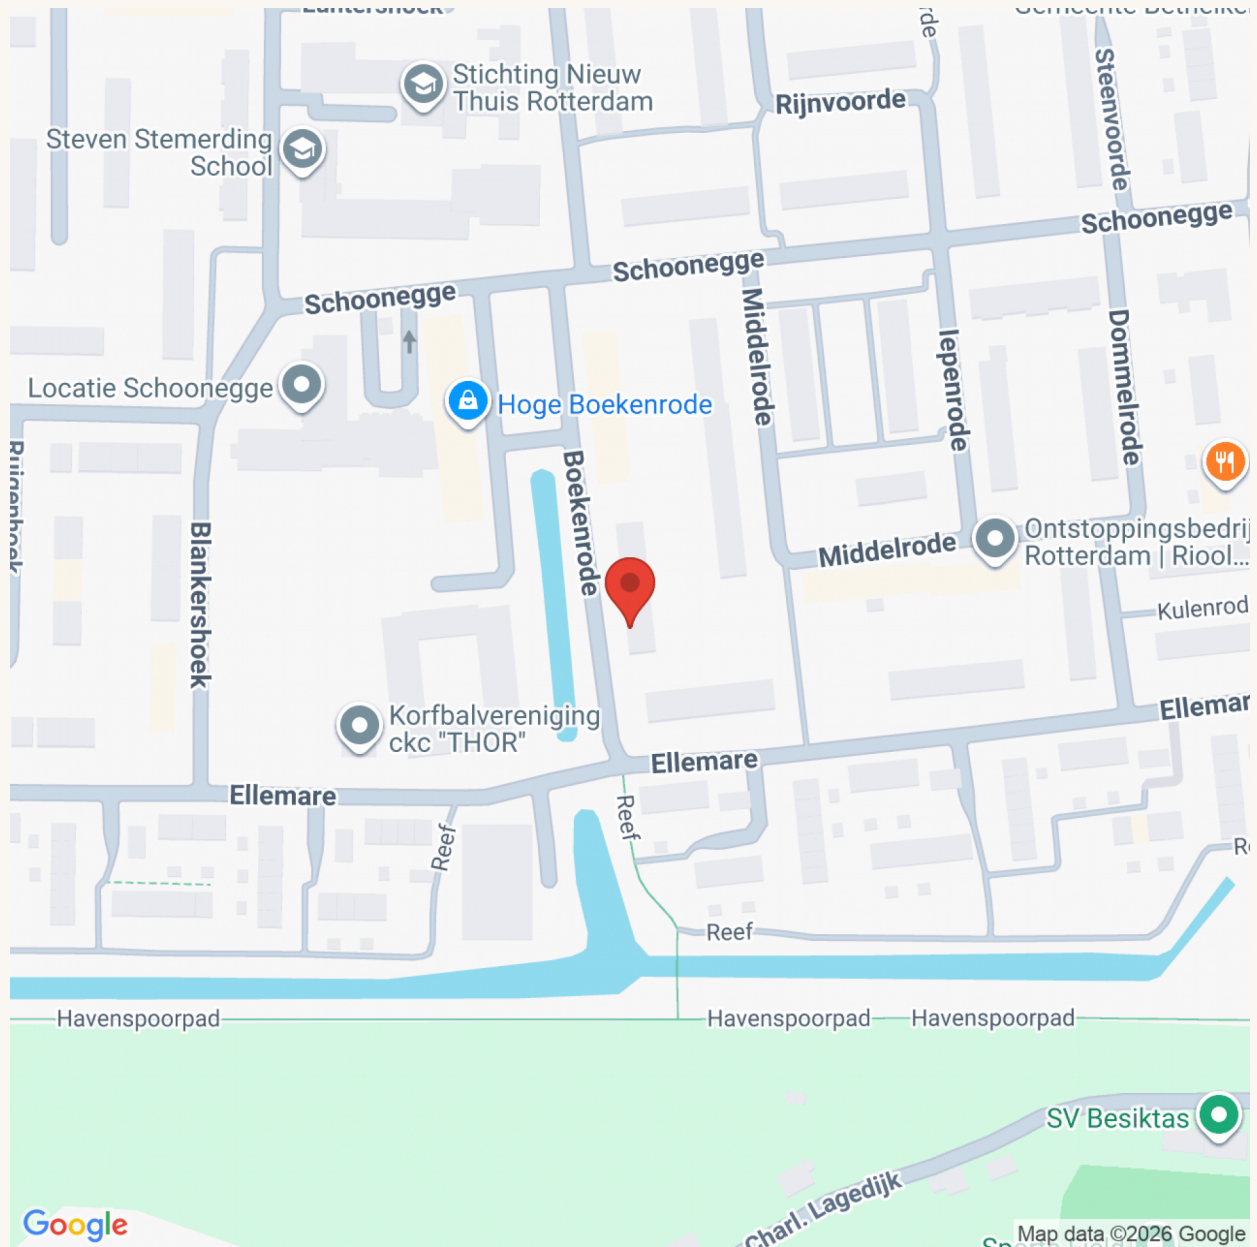 Stichting Nieuw
Thuis Rotterdam
Rijnvoorde
Steenvoorde
Steven Stemerding
School
Schoonegge
Schoonegge
Schoonegge
Middelrode
Iepenrode
Dommelrode
Locatie Schoonegge
Hoge Boekenrode
Boekenrode
Ruigenhoek
Blankershoek
Middelrode
Ontstoppingsbedrij
Rotterdam | Riool...
Kulenrod
Ellemar
Korfbalvereniging
ckc "THOR"
Ellemare
Ellemare
Reef
Reef
Reef
Havenspoorpad
Havenspoorpad
Havenspoorpad
SV Besiktas
Charl. Lagedijk
Google
Map data ©2026 Google